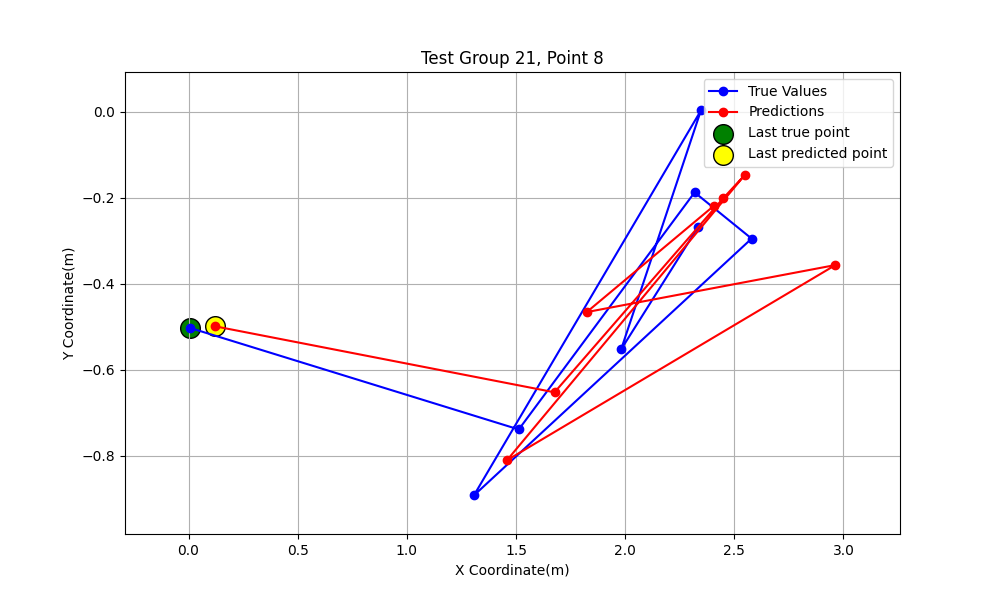 Test Group 21, Point 8
True Values
Predictions
Last true point
Last predicted point
0.0
−0.2
−0.4
−0.6
−0.8
Y Coordinate(m)
0.0 0.5 1.0 1.5 2.0 2.5 3.0
X Coordinate(m)